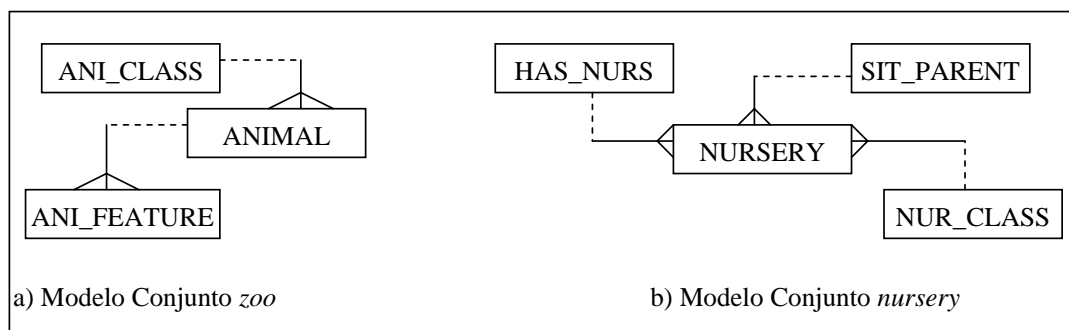 ANI_CLASS
ANIMAL
ANI_FEATURE
a) Modelo Conjunto zoo
HAS_NURS
SIT_PARENT
NURSERY
NUR_CLASS
b) Modelo Conjunto nursery